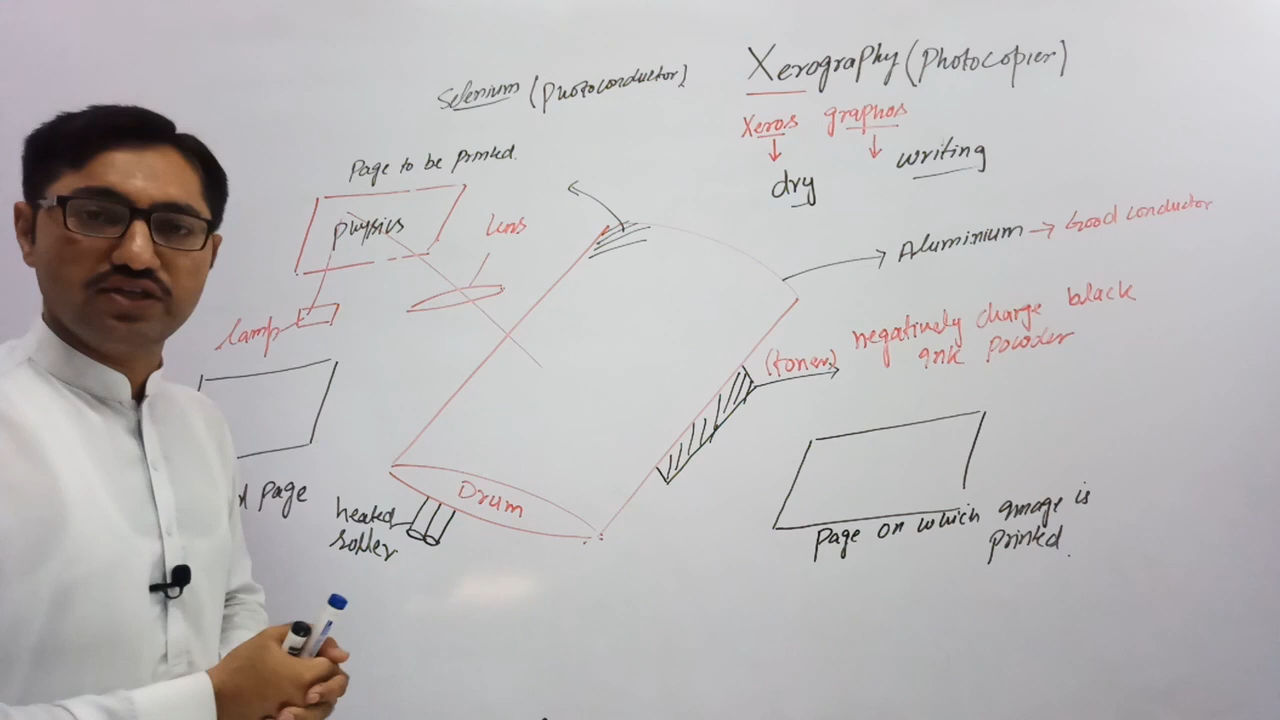 Xerography (Photocopier)
Selenium (Photoconductor)
Xeros graphos
dry
writing
Page to be printed.
physics
lens
lamp
Aluminium → Good conductor
(toner)
negatively charge black
ink powder
page
heated
roller
Drum
Page on which image is
printed.